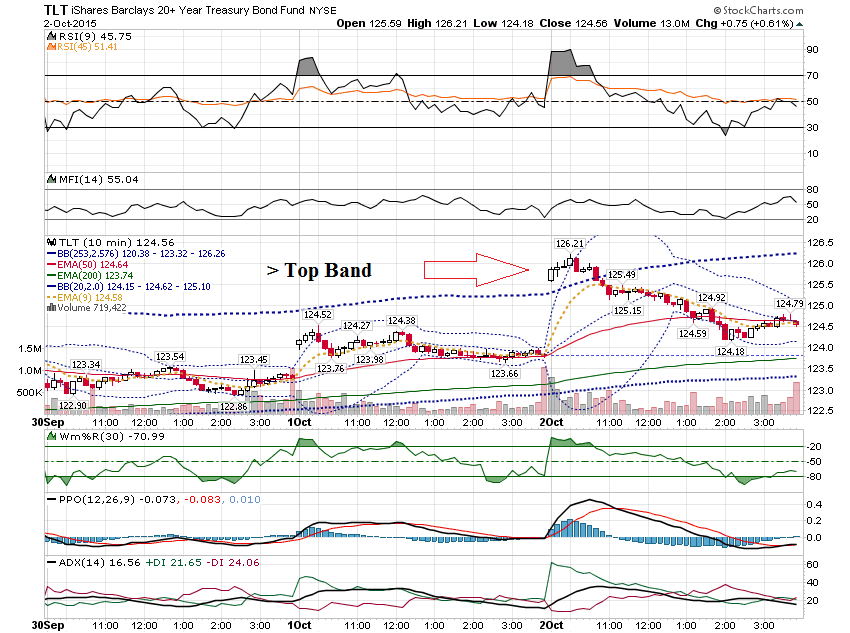 TLT iShares Barclays 20+ Year Treasury Bond Fund NYSE © StockCharts.com
2-Oct-2015 Open 125.59 High 126.21 Low 124.18 Close 124.56 Volume 13.0M Chg +0.75 (+0.61%)
RSI(9) 45.75
RSI(45) 51.41
90
70
50
30
10
MFI(14) 55.04
80
50
20
TLT (10 min) 124.56
BB(253,2.576) 120.38 - 123.32 - 126.26
EMA(50) 124.64
EMA(200) 123.74
BB(20,2.0) 124.15 - 124.62 - 125.10
EMA(9) 124.58
Volume 719,422
> Top Band
126.21
125.49
125.15
124.92
124.79
124.59
124.18
124.52
124.27
124.38
123.76
123.98
123.66
123.34
123.54
123.45
122.90
122.86
126.5
126.0
125.5
125.0
124.5
124.0
123.5
123.0
122.5
1.5M
1.0M
500K
30Sep 11:00 12:00 1:00 2:00 3:00 1Oct 11:00 12:00 1:00 2:00 3:00 2Oct 11:00 12:00 1:00 2:00 3:00
Wm%R(30) -70.99
-20
-50
-80
PPO(12,26,9) -0.073, -0.083, 0.010
0.4
0.2
0.0
ADX(14) 16.56 +DI 21.65 -DI 24.06
60
40
20
30Sep 11:00 12:00 1:00 2:00 3:00 1Oct 11:00 12:00 1:00 2:00 3:00 2Oct 11:00 12:00 1:00 2:00 3:00